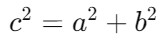 c² = a² + b²